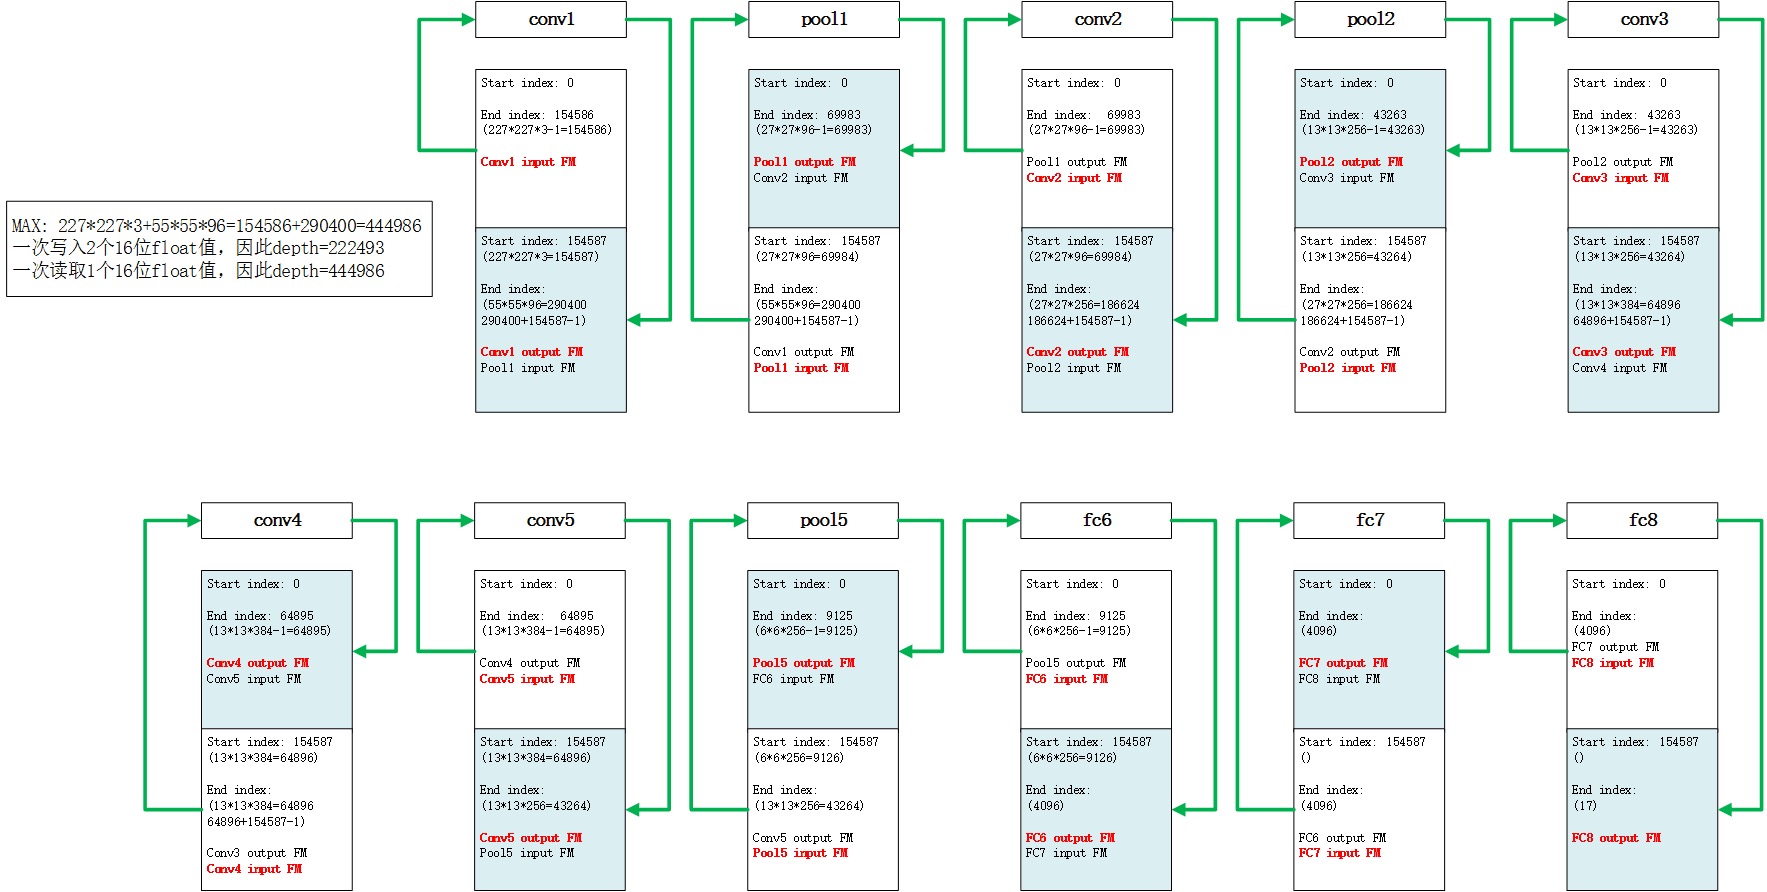 conv1
Start index: 0
End index: 154586
(227*227*3-1=154586)
Conv1 input FM
Start index: 154587
(227*227*3=154587)
End index:
(55*55*96=290400
290400+154587-1)
Conv1 output FM
Pool1 input FM
pool1
Start index: 0
End index: 69983
(27*27*96-1=69983)
Pool1 output FM
Conv2 input FM
Start index: 154587
(27*27*96=69984)
End index:
(55*55*96=290400
290400+154587-1)
Conv1 output FM
Pool1 input FM
conv2
Start index: 0
End index: 69983
(27*27*96-1=69983)
Pool1 output FM
Conv2 input FM
Start index: 154587
(27*27*96=69984)
End index:
(27*27*256=186624
186624+154587-1)
Conv2 output FM
Pool2 input FM
pool2
Start index: 0
End index: 43263
(13*13*256-1=43263)
Pool2 output FM
Conv3 input FM
Start index: 154587
(13*13*256=43264)
End index:
(27*27*256=186624
186624+154587-1)
Conv2 output FM
Pool2 input FM
conv3
Start index: 0
End index: 43263
(13*13*256-1=43263)
Pool2 output FM
Conv3 input FM
Start index: 154587
(13*13*256=43264)
End index:
(13*13*384=64896
64896+154587-1)
Conv3 output FM
Conv4 input FM
MAX: 227*227*3+55*55*96=154586+290400=444986
一次写入2个16位float值，因此depth=222493
一次读取1个16位float值，因此depth=444986
conv4
Start index: 0
End index: 64895
(13*13*384-1=64895)
Conv4 output FM
Conv5 input FM
Start index: 154587
(13*13*384=64896)
End index:
(13*13*384=64896
64896+154587-1)
Conv3 output FM
Conv4 input FM
conv5
Start index: 0
End index: 64895
(13*13*384-1=64895)
Conv4 output FM
Conv5 input FM
Start index: 154587
(13*13*384=64896)
End index:
(13*13*256=43264)
Conv5 output FM
Pool5 input FM
pool5
Start index: 0
End index: 9125
(6*6*256-1=9125)
Pool5 output FM
FC6 input FM
Start index: 154587
(6*6*256=9126)
End index:
(13*13*256=43264)
Conv5 output FM
Pool5 input FM
fc6
Start index: 0
End index: 9125
(6*6*256-1=9125)
Pool5 output FM
FC6 input FM
Start index: 154587
(6*6*256=9126)
End index:
(4096)
FC6 output FM
FC7 input FM
fc7
Start index: 0
End index:
(4096)
FC7 output FM
FC8 input FM
Start index: 154587
()
End index:
(4096)
FC6 output FM
FC7 input FM
fc8
Start index: 0
End index:
(4096)
FC7 output FM
FC8 input FM
Start index: 154587
()
End index:
(17)
FC8 output FM